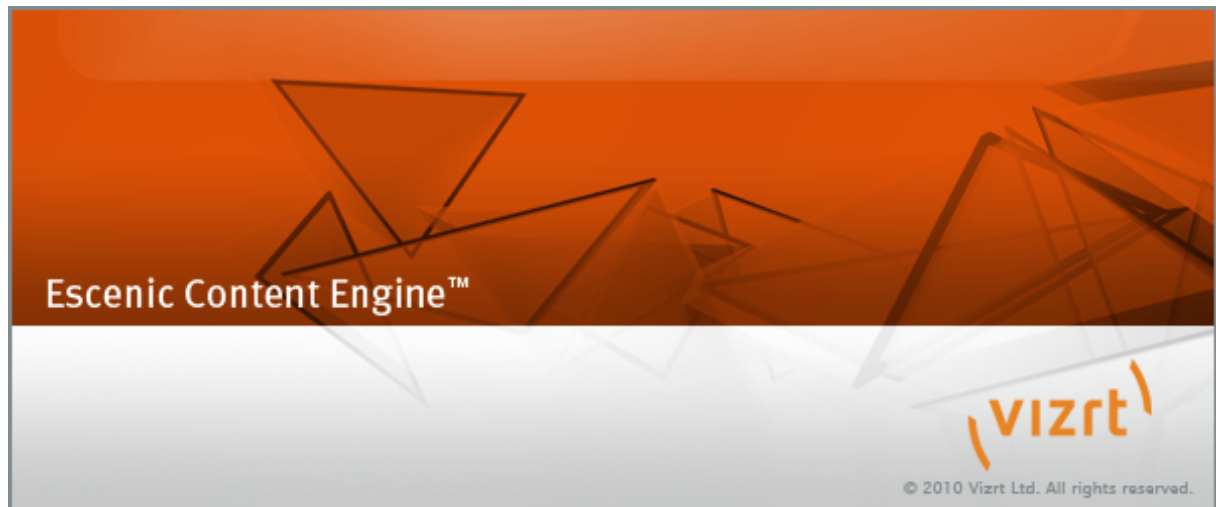 Escenic Content Engine™
vizrt
© 2010 Vizrt Ltd. All rights reserved.